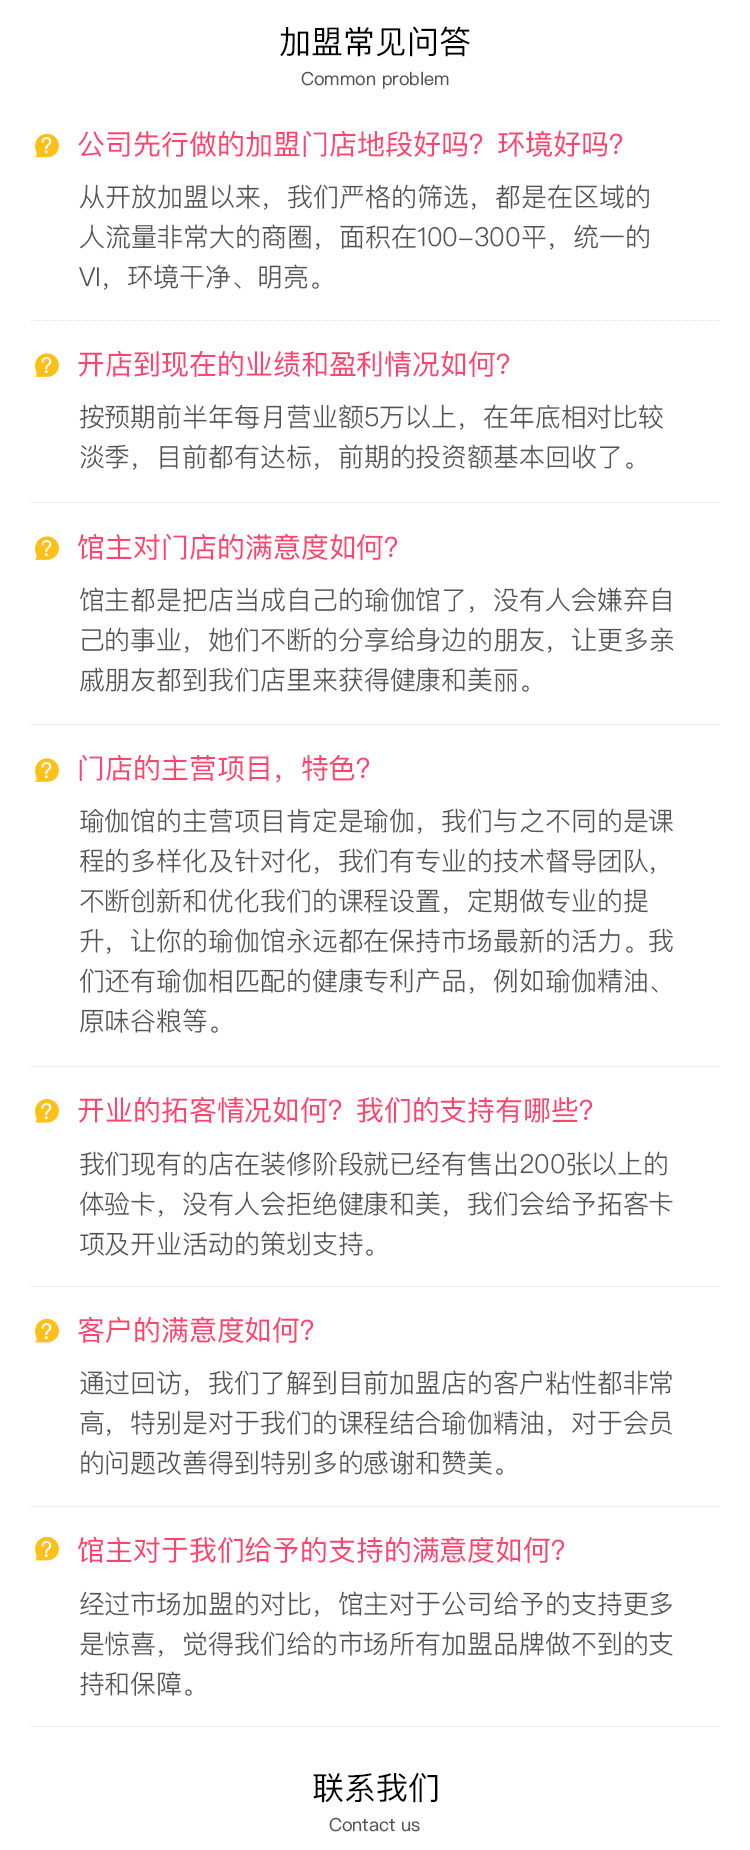 加盟常见问答
Common problem
公司先行做的加盟门店地段好吗？环境好吗？
从开放加盟以来，我们严格的筛选，都是在区域的
人流量非常大的商圈，面积在100-300平，统一的
VI，环境干净、明亮。
开店到现在的业绩和盈利情况如何？
按预期前半年每月营业额5万以上，在年底相对比较
淡季，目前都有达标，前期的投资额基本回收了。
馆主对门店的满意度如何？
馆主都是把店当成自己的瑜伽馆了，没有人会嫌弃自
己的事业，她们不断的分享给身边的朋友，让更多亲
戚朋友都到我们店里来获得健康和美丽。
门店的主营项目，特色？
瑜伽馆的主营项目肯定是瑜伽，我们与之不同的是课
程的多样化及针对化，我们有专业的技术督导团队，
不断创新和优化我们的课程设置，定期做专业的提
升，让你的瑜伽馆永远都在保持市场最新的活力。我
们还有瑜伽相匹配的健康专利产品，例如瑜伽精油、
原味谷粮等。
开业的拓客情况如何？我们的支持有哪些？
我们现有的店在装修阶段就已经有售出200张以上的
体验卡，没有人会拒绝健康和美，我们会给予拓客卡
项及开业活动的策划支持。
客户的满意度如何？
通过回访，我们了解到目前加盟店的客户粘性都非常
高，特别是对于我们的课程结合瑜伽精油，对于会员
的问题改善得到特别多的感谢和赞美。
馆主对于我们给予的支持的满意度如何？
经过市场加盟的对比，馆主对于公司给予的支持更多
是惊喜，觉得我们给的市场所有加盟品牌做不到的支
持和保障。
联系我们
Contact us